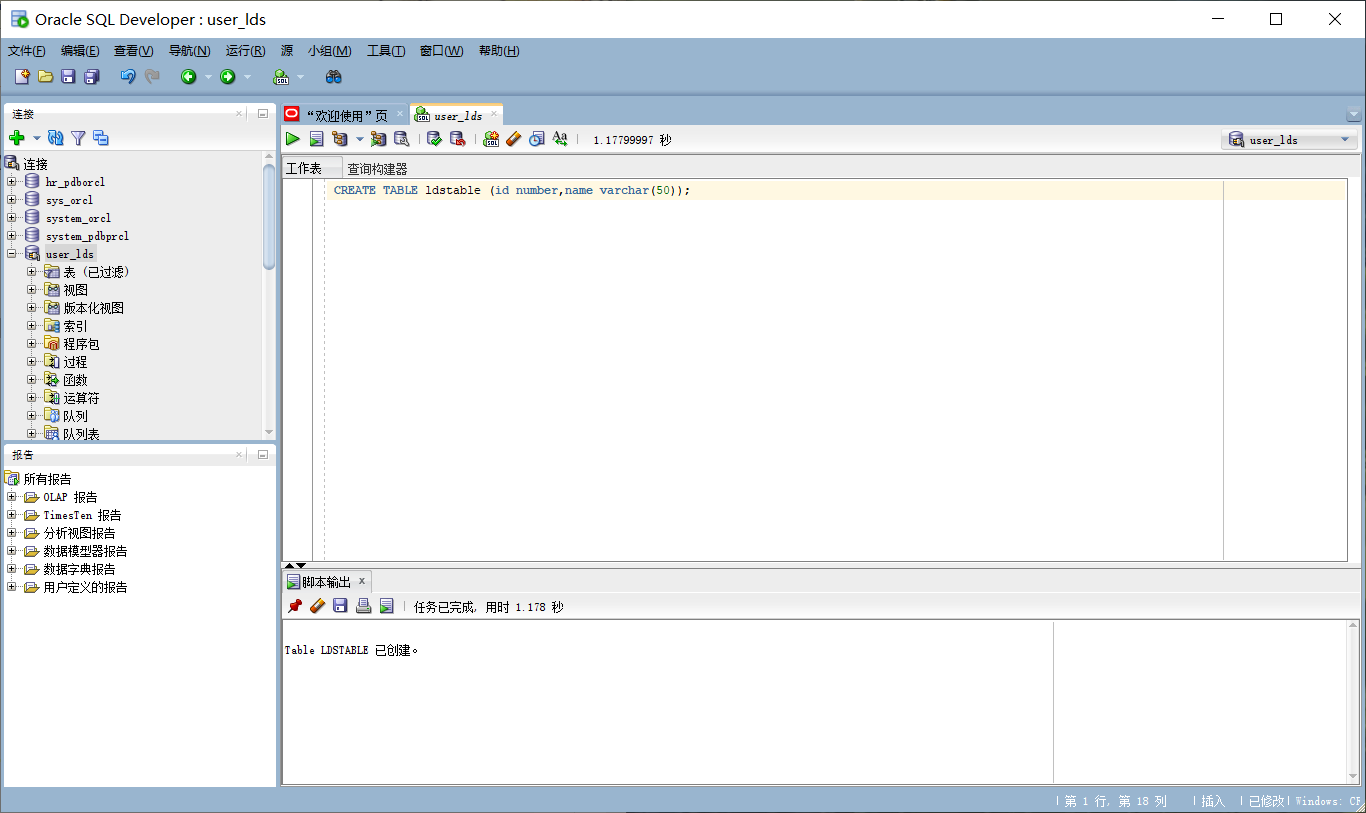 Oracle SQL Developer : user_lds
文件(F) 编辑(E) 查看(V) 导航(N) 运行(R) 源 小组(M) 工具(T) 窗口(W) 帮助(H)
连接
连接
hr_pdborcl
sys_orcl
system_orcl
system_pdbprcl
user_lds
表 (已过滤)
视图
版本化视图
索引
程序包
过程
函数
运算符
队列
队列表
报告
所有报告
OLAP 报告
TimesTen 报告
分析视图报告
数据模型器报告
数据字典报告
用户定义的报告
“欢迎使用”页 user_lds
1.17799997 秒 user_lds
工作表 查询构建器
CREATE TABLE ldstable (id number,name varchar(50));
脚本输出
任务已完成, 用时 1.178 秒
Table LDSTABLE 已创建。
第 1 行, 第 18 列 插入 已修改 Windows: CR